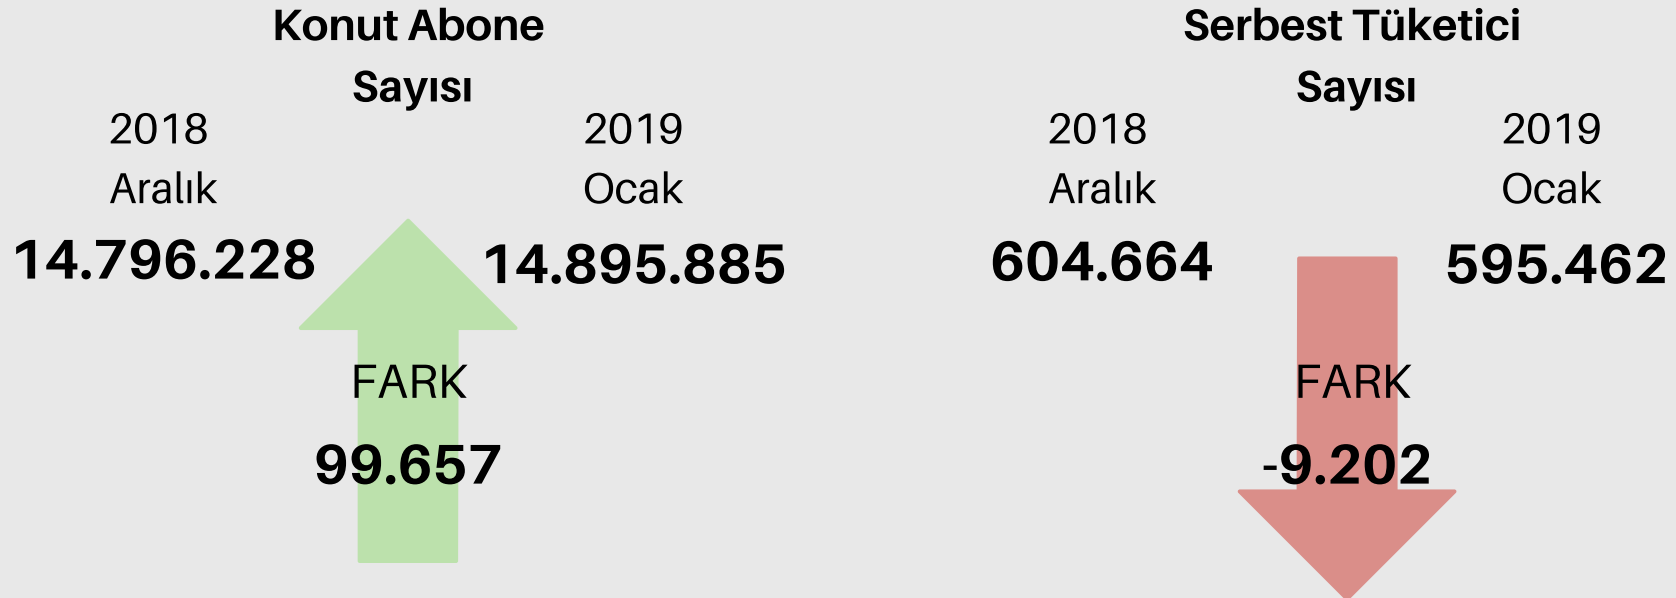 Konut Abone
Sayısı
2018
Aralık
14.796.228
2019
Ocak
14.895.885
FARK
99.657
Serbest Tüketici
Sayısı
2018
Aralık
604.664
2019
Ocak
595.462
FARK
-9.202